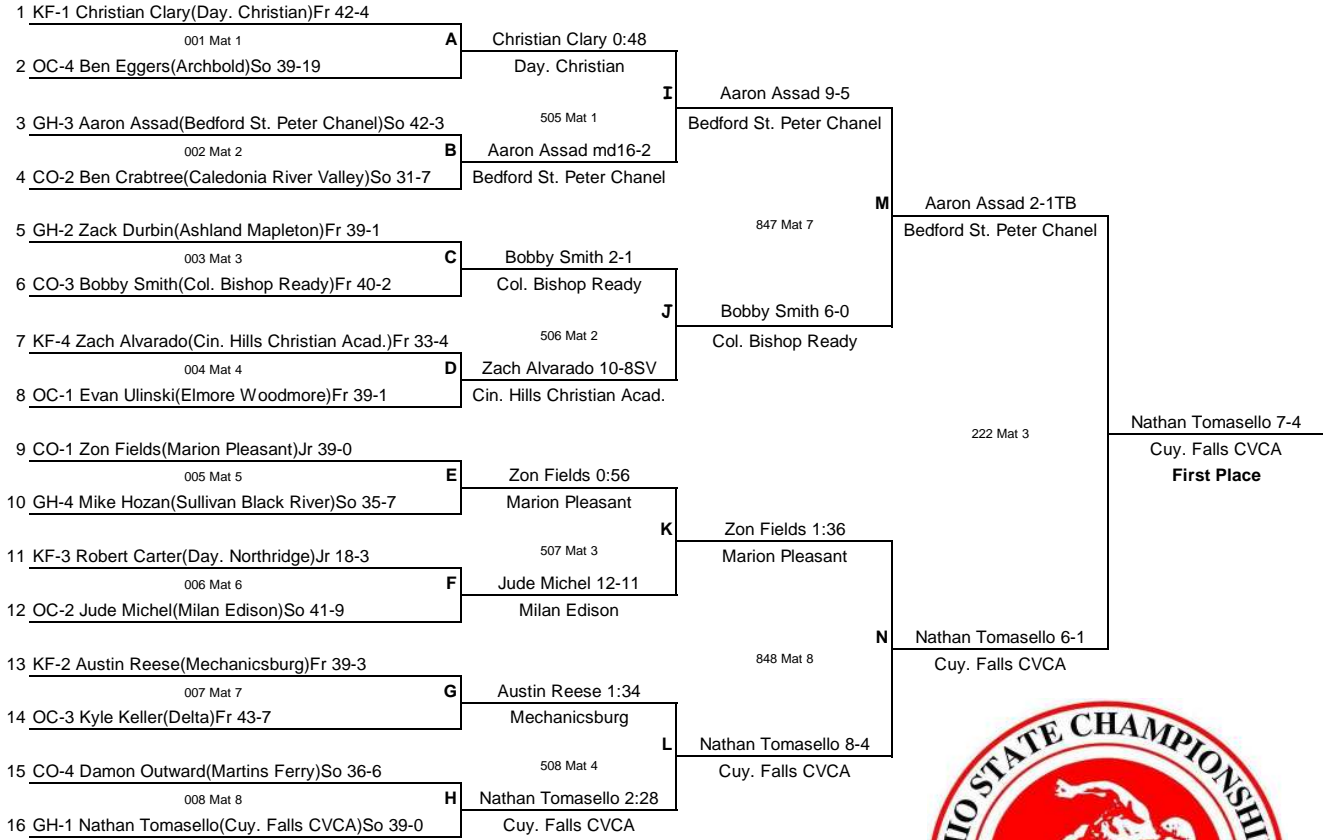 1 KF-1 Christian Clary(Day. Christian)Fr 42-4
001 Mat 1
A
2 OC-4 Ben Eggers(Archbold)So 39-19
Christian Clary 0:48
Day. Christian
3 GH-3 Aaron Assad(Bedford St. Peter Chanel)So 42-3
002 Mat 2
B
4 CO-2 Ben Crabtree(Caledonia River Valley)So 31-7
505 Mat 1
I
Aaron Assad md16-2
Bedford St. Peter Chanel
Aaron Assad 9-5
Bedford St. Peter Chanel
5 GH-2 Zack Durbin(Ashland Mapleton)Fr 39-1
003 Mat 3
C
6 CO-3 Bobby Smith(Col. Bishop Ready)Fr 40-2
Bobby Smith 2-1
Col. Bishop Ready
847 Mat 7
M
Aaron Assad 2-1TB
Bedford St. Peter Chanel
7 KF-4 Zach Alvarado(Cin. Hills Christian Acad.)Fr 33-4
004 Mat 4
D
8 OC-1 Evan Ulinski(Elmore Woodmore)Fr 39-1
506 Mat 2
J
Zach Alvarado 10-8SV
Cin. Hills Christian Acad.
Bobby Smith 6-0
Col. Bishop Ready
9 CO-1 Zon Fields(Marion Pleasant)Jr 39-0
005 Mat 5
E
10 GH-4 Mike Hozan(Sullivan Black River)So 35-7
Zon Fields 0:56
Marion Pleasant
222 Mat 3
Nathan Tomasello 7-4
Cuy. Falls CVCA
First Place
11 KF-3 Robert Carter(Day. Northridge)Jr 18-3
006 Mat 6
F
12 OC-2 Jude Michel(Milan Edison)So 41-9
507 Mat 3
K
Jude Michel 12-11
Milan Edison
Zon Fields 1:36
Marion Pleasant
13 KF-2 Austin Reese(Mechanicsburg)Fr 39-3
007 Mat 7
G
14 OC-3 Kyle Keller(Delta)Fr 43-7
Austin Reese 1:34
Mechanicsburg
848 Mat 8
N
Nathan Tomasello 6-1
Cuy. Falls CVCA
15 CO-4 Damon Outward(Martins Ferry)So 36-6
008 Mat 8
H
16 GH-1 Nathan Tomasello(Cuy. Falls CVCA)So 39-0
508 Mat 4
L
Nathan Tomasello 2:28
Cuy. Falls CVCA
Nathan Tomasello 8-4
Cuy. Falls CVCA
STATE